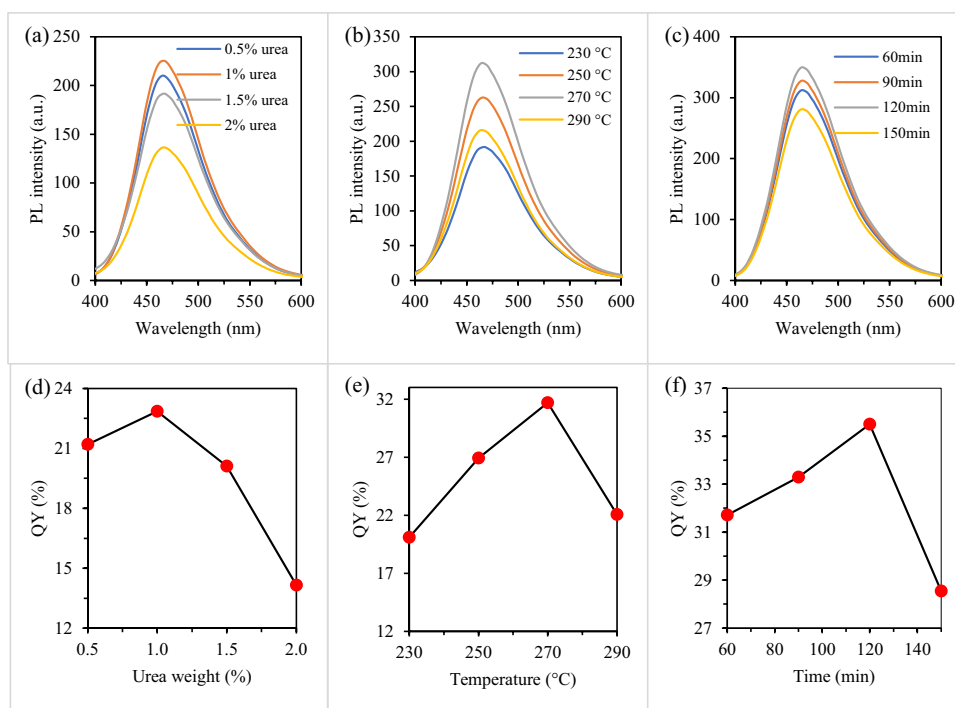 (a)
250
200
150
100
50
0
PL intensity (a.u.)
0.5% urea
1% urea
1.5% urea
2% urea
400 450 500 550 600
Wavelength (nm)
(b)
350
300
250
200
150
100
50
0
PL intensity (a.u.)
230 °C
250 °C
270 °C
290 °C
400 450 500 550 600
Wavelength (nm)
(c)
400
300
200
100
0
PL intensity (a.u.)
60min
90min
120min
150min
400 450 500 550 600
Wavelength (nm)
(d)
24
21
18
15
12
QY (%)
0.5 1.0 1.5 2.0
Urea weight (%)
(e)
32
27
22
17
12
QY (%)
230 250 270 290
Temperature (°C)
(f)
37
35
33
31
29
27
QY (%)
60 80 100 120 140
Time (min)